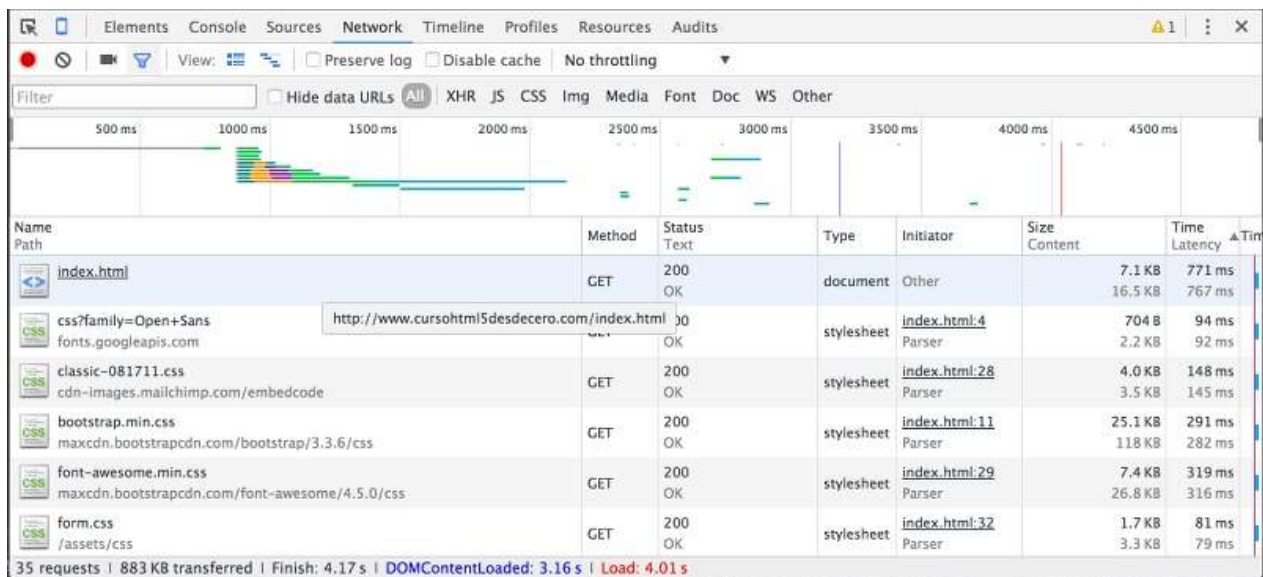 Elements Console Sources Network Timeline Profiles Resources Audits 1
View: Preserve log Disable cache No throttling
Filter Hide data URLs All XHR JS CSS Img Media Font Doc WS Other
500 ms 1000 ms 1500 ms 2000 ms 2500 ms 3000 ms 3500 ms 4000 ms 4500 ms
Name Method Status Type Initiator Size Time Tim
Path Text Content Latency
index.html GET 200 document Other 7.1 KB 771 ms
OK 16.5 KB 767 ms
http://www.cursohtml5desdecero.com/index.html
css?family=Open+Sans stylesheet index.html:4 704 B 94 ms
fonts.googleapis.com OK Parser 2.2 KB 92 ms
classic-081711.css GET 200 stylesheet index.html:28 4.0 KB 148 ms
cdn-images.mailchimp.com/embedcode OK Parser 3.5 KB 145 ms
bootstrap.min.css GET 200 stylesheet index.html:11 25.1 KB 291 ms
maxcdn.bootstrapcdn.com/bootstrap/3.3.6/css OK Parser 118 KB 282 ms
font-awesome.min.css GET 200 stylesheet index.html:29 7.4 KB 319 ms
maxcdn.bootstrapcdn.com/font-awesome/4.5.0/css OK Parser 26.8 KB 316 ms
form.css GET 200 stylesheet index.html:32 1.7 KB 81 ms
/assets/css OK Parser 3.3 KB 79 ms
35 requests | 883 KB transferred | Finish: 4.17 s | DOMContentLoaded: 3.16 s | Load: 4.01 s